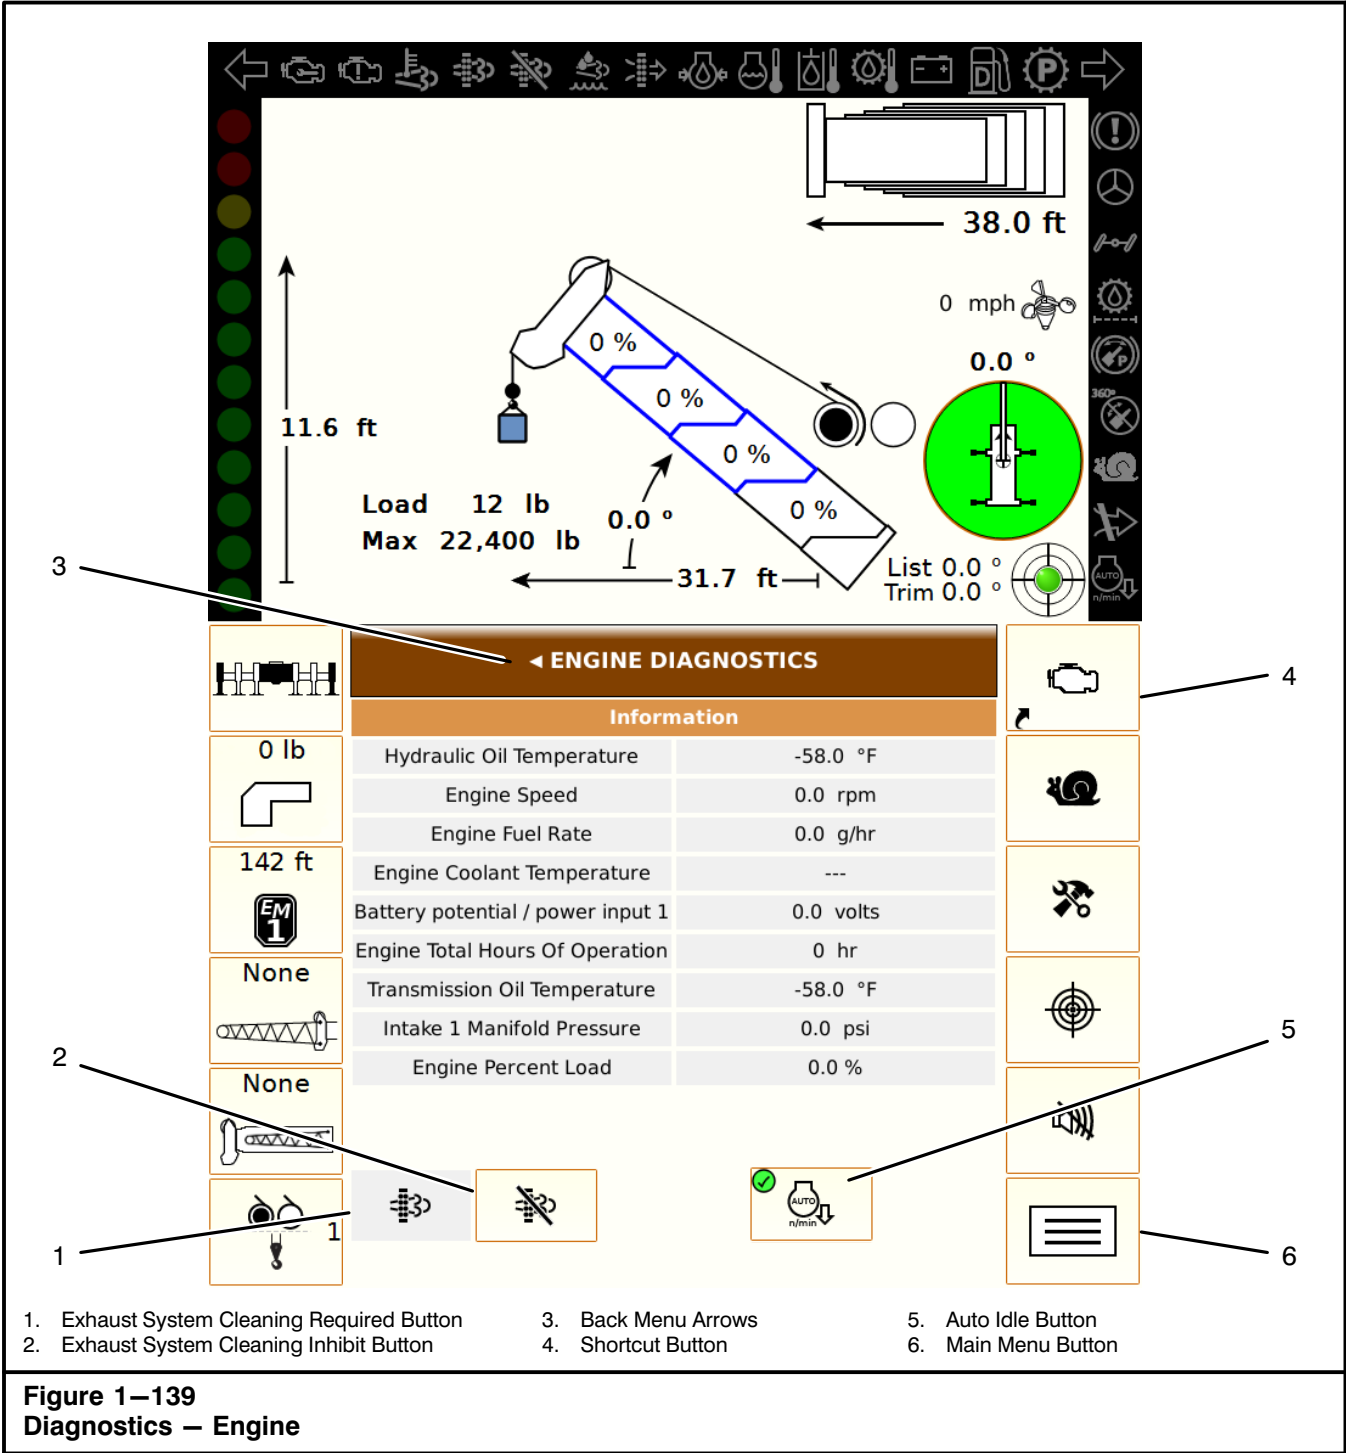 D
P
38.0 ft
0 mph
0.0 °
P
360°
0 %
0 %
0 %
0 %
11.6 ft
Load 12 lb
Max 22,400 lb
0.0 °
31.7 ft
List 0.0 °
Trim 0.0 °
AUTO
n/min
3
◄ ENGINE DIAGNOSTICS
4
Information
0 lb
Hydraulic Oil Temperature -58.0 °F
Engine Speed 0.0 rpm
Engine Fuel Rate 0.0 g/hr
142 ft
EM
1
Engine Coolant Temperature ---
Battery potential / power input 1 0.0 volts
Engine Total Hours Of Operation 0 hr
None
Transmission Oil Temperature -58.0 °F
Intake 1 Manifold Pressure 0.0 psi
Engine Percent Load 0.0 %
2
5
None
AUTO
n/min
1
1
6
1. Exhaust System Cleaning Required Button
2. Exhaust System Cleaning Inhibit Button
3. Back Menu Arrows
4. Shortcut Button
5. Auto Idle Button
6. Main Menu Button
Figure 1—139
Diagnostics — Engine